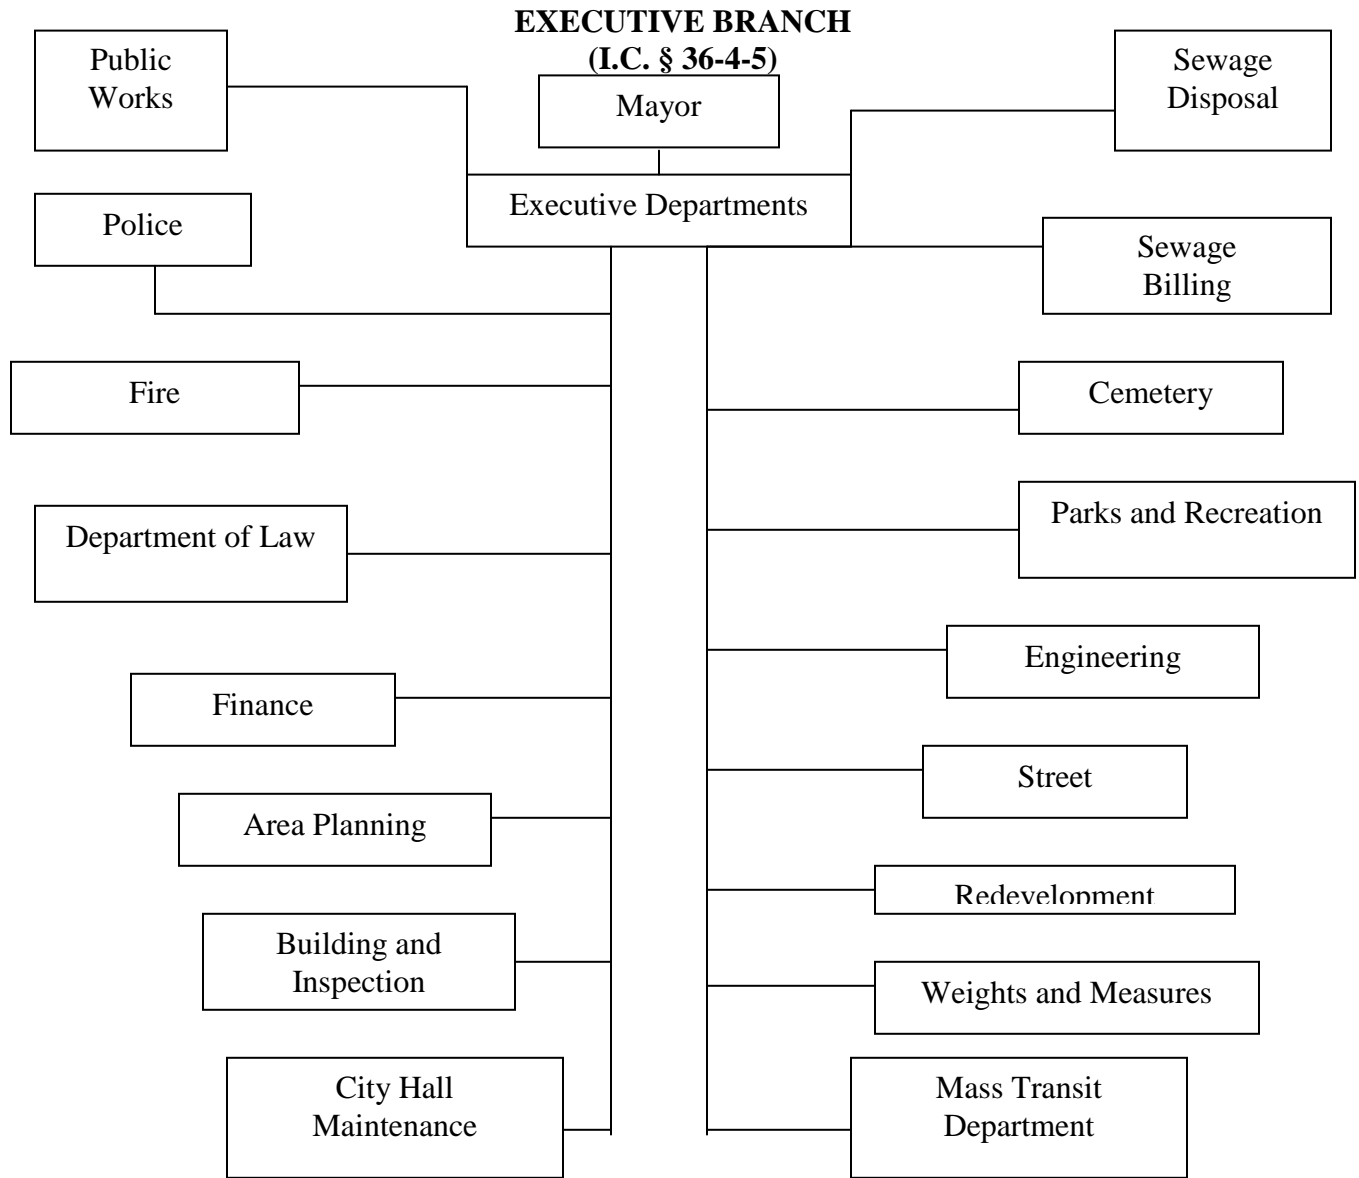 EXECUTIVE BRANCH
(I.C. § 36-4-5)
Mayor
Executive Departments
Public
Works
Police
Fire
Department of Law
Finance
Area Planning
Building and
Inspection
City Hall
Maintenance
Sewage
Disposal
Sewage
Billing
Cemetery
Parks and Recreation
Engineering
Street
Redevelopment
Weights and Measures
Mass Transit
Department